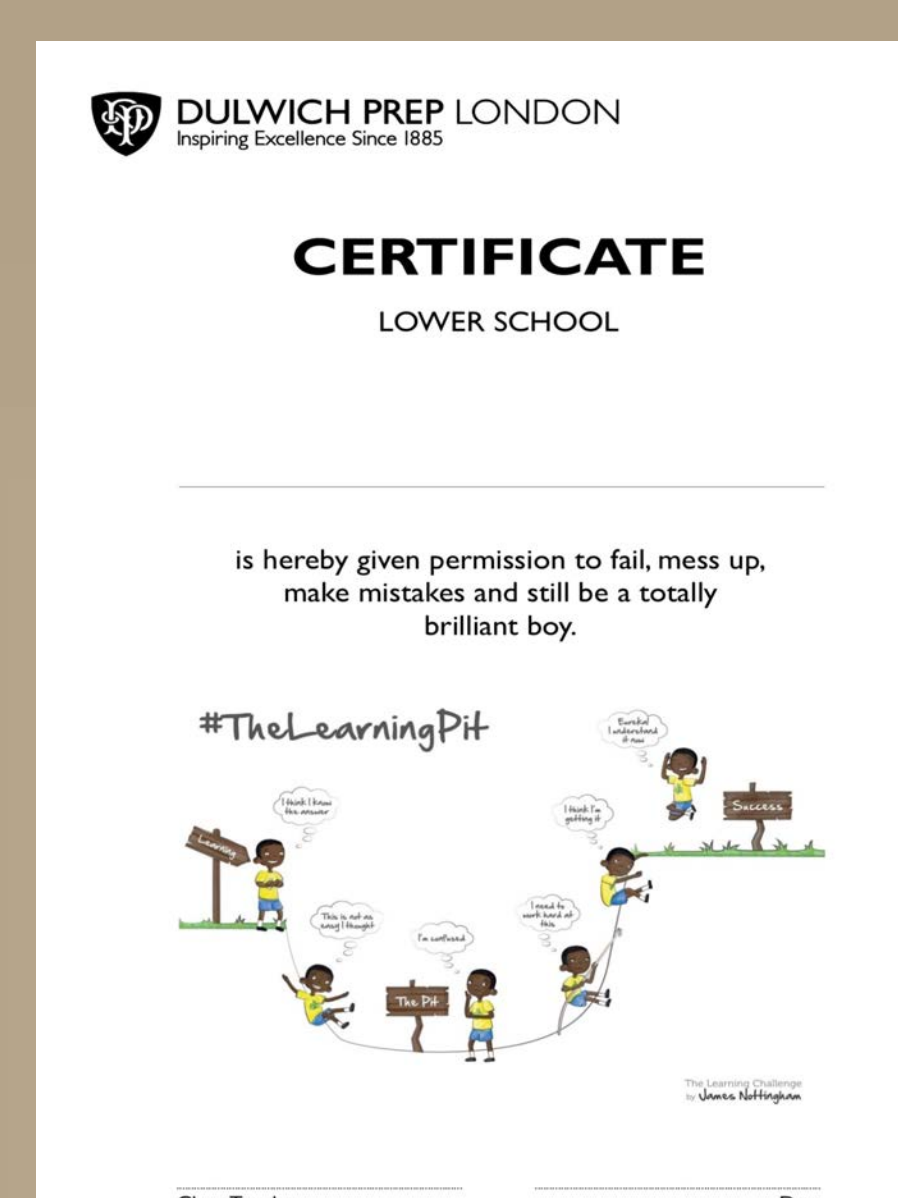 DULWICH PREP LONDON
Inspiring Excellence Since 1885
CERTIFICATE
LOWER SCHOOL
is hereby given permission to fail, mess up,
make mistakes and still be a totally
brilliant boy.
#TheLearningPit
Eureka!
I understand
it now
I think I know
the answer
I think I'm
getting it
Success
Learning
This is not as
easy I thought
I'm confused
I need to
work hard at
this
The Pit
The Learning Challenge
by James Nottingham